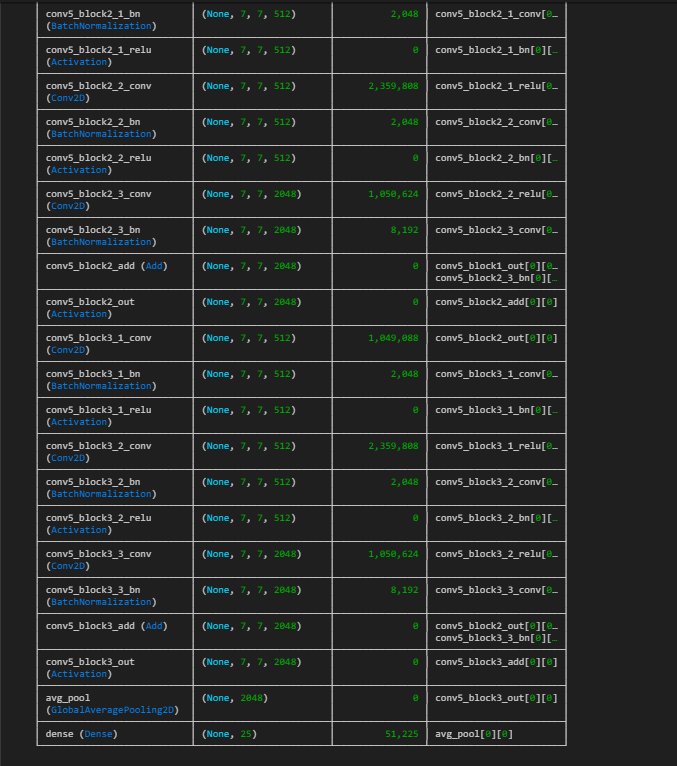 conv5_block2_1_bn (None, 7, 7, 512) 2,048 conv5_block2_1_conv[0…
(BatchNormalization)
conv5_block2_1_relu (None, 7, 7, 512) 0 conv5_block2_1_bn[0][…
(Activation)
conv5_block2_2_conv (None, 7, 7, 512) 2,359,808 conv5_block2_1_relu[0…
(Conv2D)
conv5_block2_2_bn (None, 7, 7, 512) 2,048 conv5_block2_2_conv[0…
(BatchNormalization)
conv5_block2_2_relu (None, 7, 7, 512) 0 conv5_block2_2_bn[0][…
(Activation)
conv5_block2_3_conv (None, 7, 7, 2048) 1,050,624 conv5_block2_2_relu[0…
(Conv2D)
conv5_block2_3_bn (None, 7, 7, 2048) 8,192 conv5_block2_3_conv[0…
(BatchNormalization)
conv5_block2_add (Add) (None, 7, 7, 2048) 0 conv5_block1_out[0][0…
conv5_block2_3_bn[0][…
conv5_block2_out (None, 7, 7, 2048) 0 conv5_block2_add[0][0]
(Activation)
conv5_block3_1_conv (None, 7, 7, 512) 1,049,088 conv5_block2_out[0][0]
(Conv2D)
conv5_block3_1_bn (None, 7, 7, 512) 2,048 conv5_block3_1_conv[0…
(BatchNormalization)
conv5_block3_1_relu (None, 7, 7, 512) 0 conv5_block3_1_bn[0][…
(Activation)
conv5_block3_2_conv (None, 7, 7, 512) 2,359,808 conv5_block3_1_relu[0…
(Conv2D)
conv5_block3_2_bn (None, 7, 7, 512) 2,048 conv5_block3_2_conv[0…
(BatchNormalization)
conv5_block3_2_relu (None, 7, 7, 512) 0 conv5_block3_2_bn[0][…
(Activation)
conv5_block3_3_conv (None, 7, 7, 2048) 1,050,624 conv5_block3_2_relu[0…
(Conv2D)
conv5_block3_3_bn (None, 7, 7, 2048) 8,192 conv5_block3_3_conv[0…
(BatchNormalization)
conv5_block3_add (Add) (None, 7, 7, 2048) 0 conv5_block2_out[0][0…
conv5_block3_3_bn[0][…
conv5_block3_out (None, 7, 7, 2048) 0 conv5_block3_add[0][0]
(Activation)
avg_pool (None, 2048) 0 conv5_block3_out[0][0]
(GlobalAveragePooling2D)
dense (Dense) (None, 25) 51,225 avg_pool[0][0]